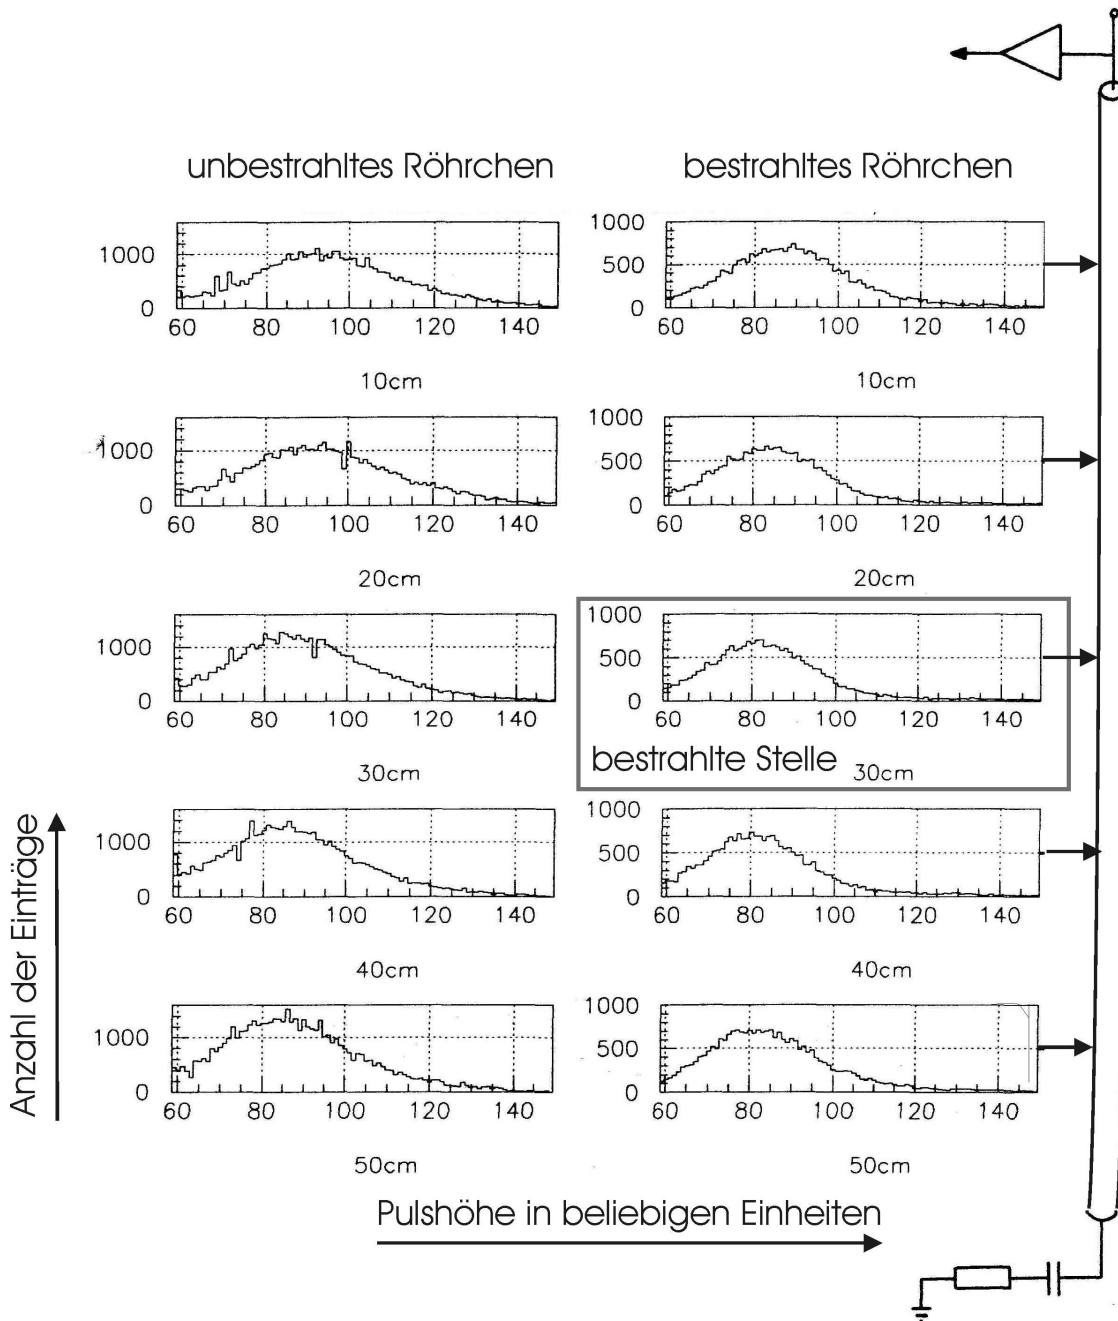 unbestrahltes Röhrchen bestrahltes Röhrchen
1000
0
60 80 100 120 140
10cm
1000
500
0
60 80 100 120 140
10cm
1000
0
60 80 100 120 140
20cm
1000
500
0
60 80 100 120 140
20cm
1000
0
60 80 100 120 140
30cm
1000
500
0
60 80 100 120 140
bestrahlte Stelle 30cm
1000
0
60 80 100 120 140
40cm
1000
500
0
60 80 100 120 140
40cm
1000
0
60 80 100 120 140
50cm
1000
500
0
60 80 100 120 140
50cm
Anzahl der Einträge
Pulshöhe in beliebigen Einheiten